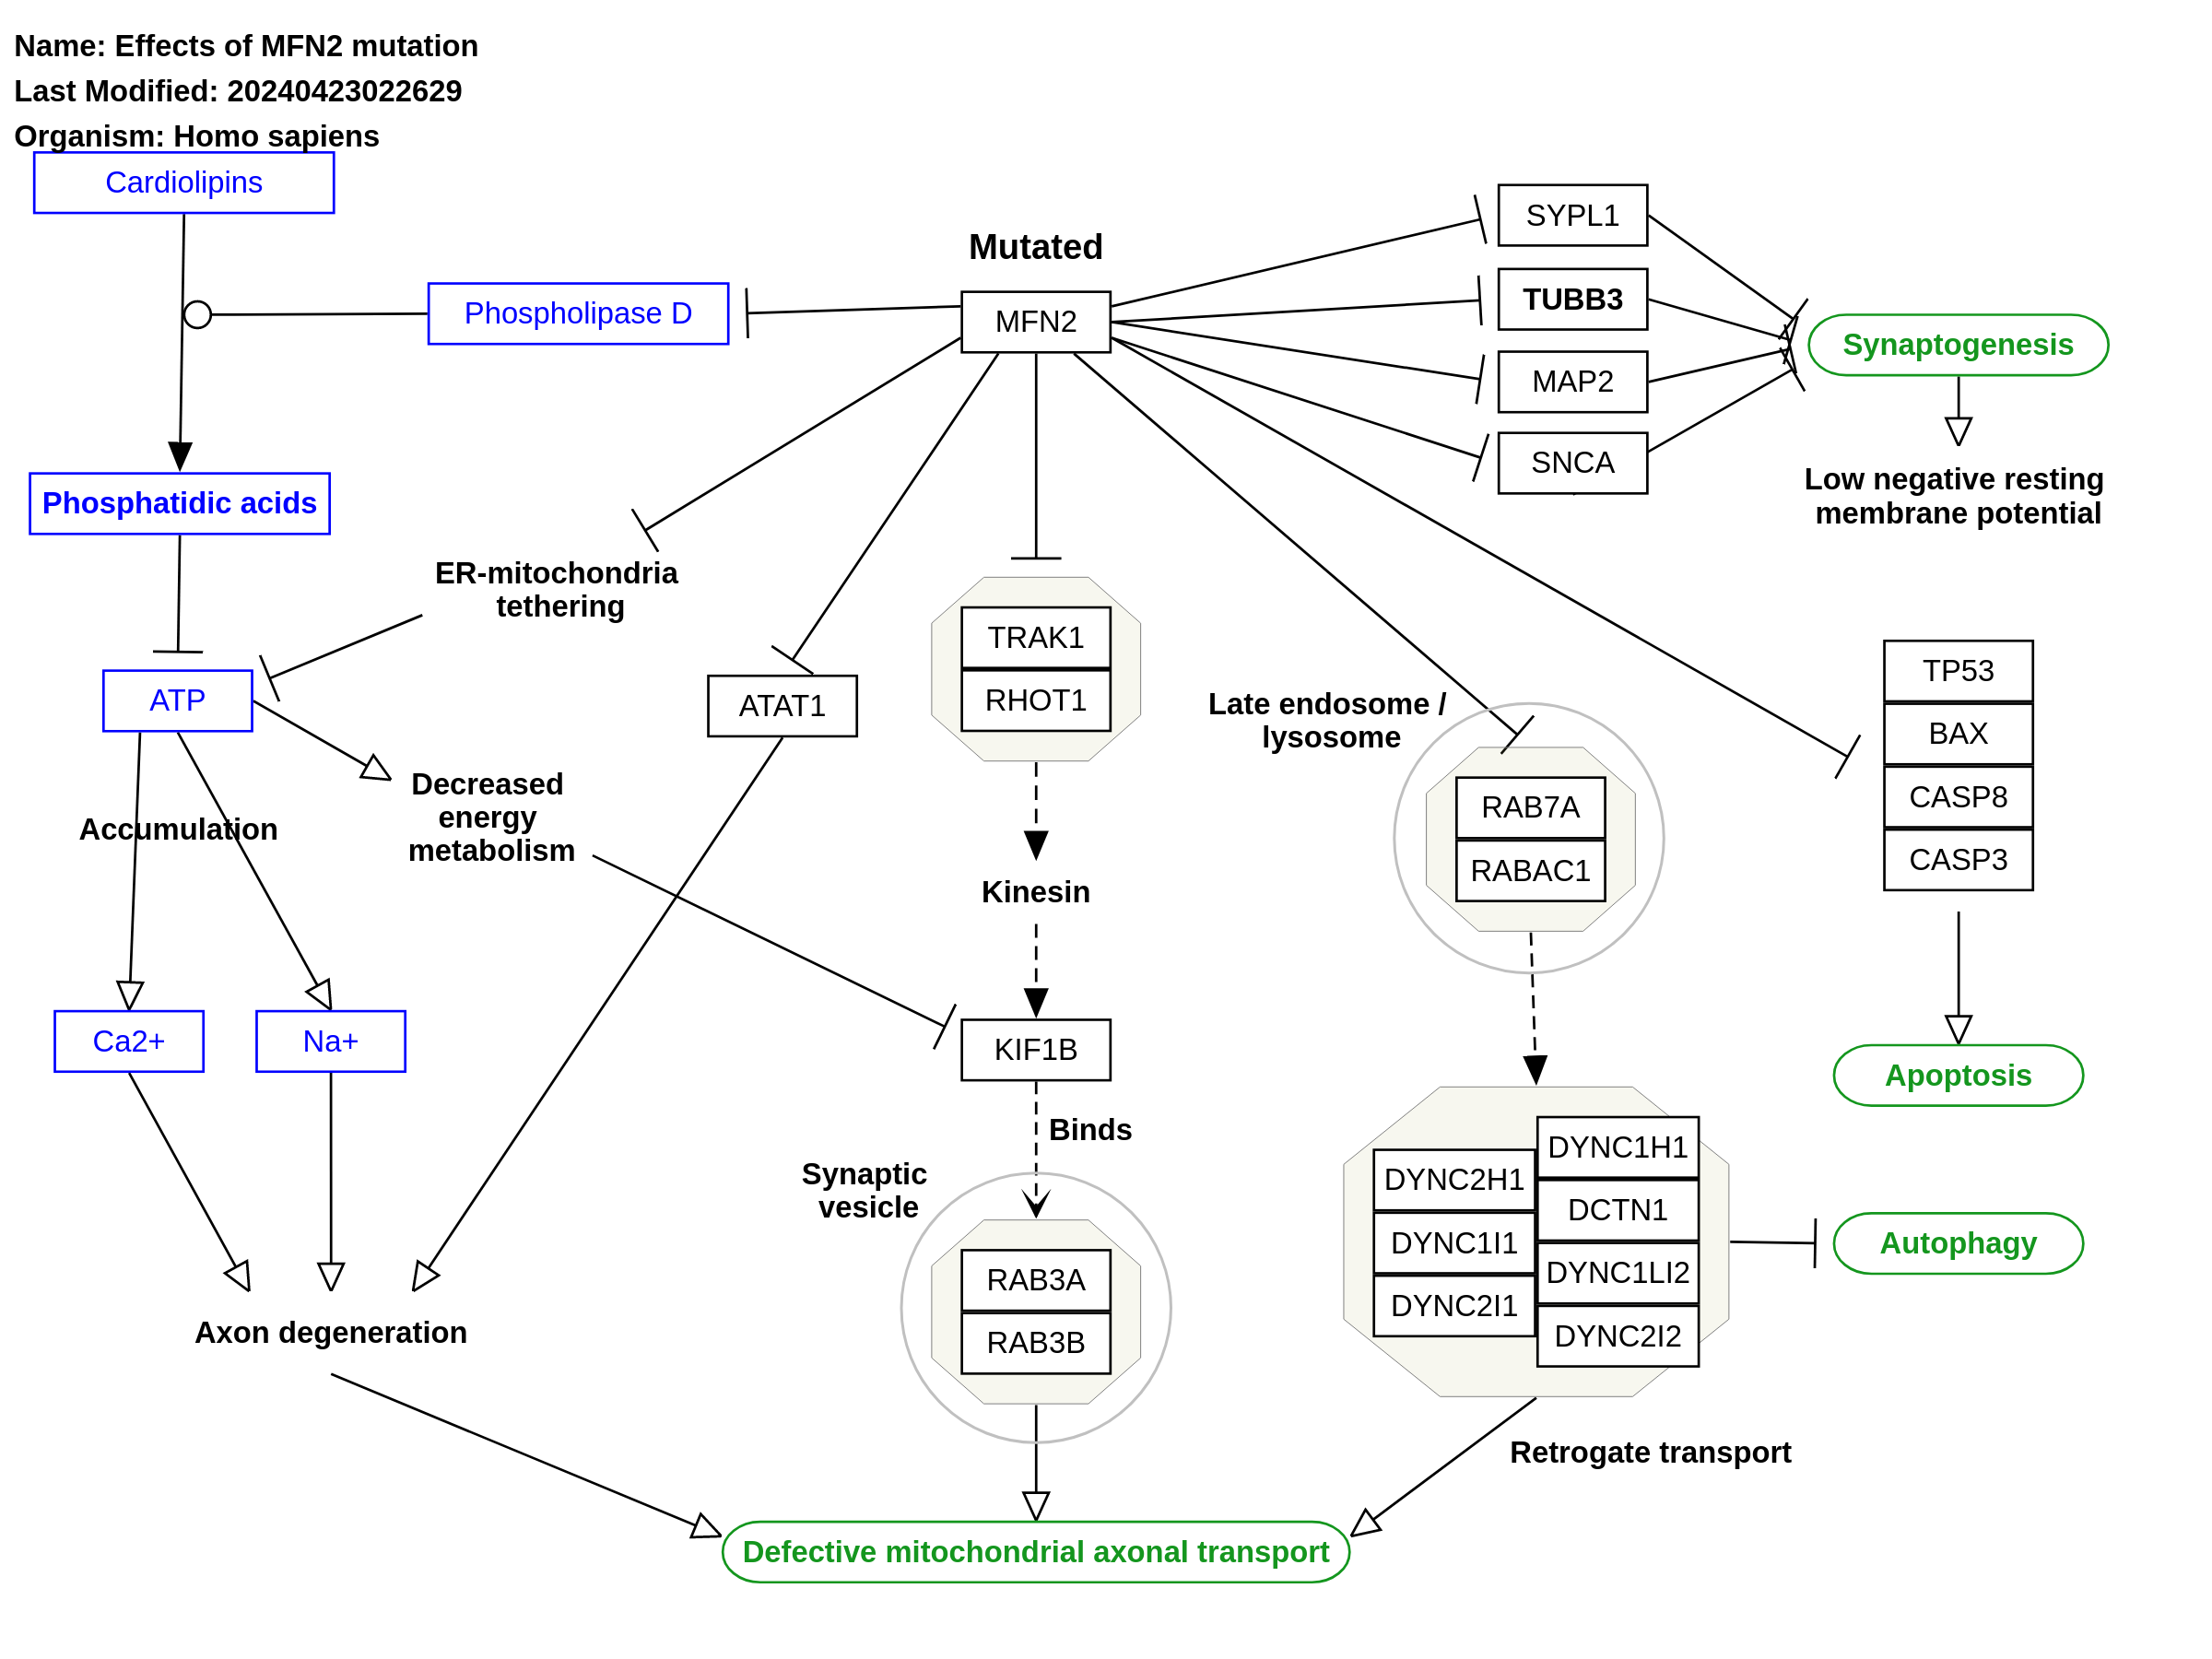 Name: Effects of MFN2 mutation
Last Modified: 20240423022629
Organism: Homo sapiens
Cardiolipins
Phospholipase D
Mutated
MFN2
SYPL1
TUBB3
MAP2
SNCA
Synaptogenesis
Low negative resting
membrane potential
Phosphatidic acids
ER-mitochondria
tethering
ATP
ATAT1
TRAK1
RHOT1
Late endosome /
lysosome
RAB7A
RABAC1
TP53
BAX
CASP8
CASP3
Decreased
energy
metabolism
Accumulation
Kinesin
Ca2+
Na+
KIF1B
Binds
Synaptic
vesicle
RAB3A
RAB3B
DYNC2H1
DYNC1I1
DYNC2I1
DYNC1H1
DCTN1
DYNC1LI2
DYNC2I2
Apoptosis
Autophagy
Axon degeneration
Retrogate transport
Defective mitochondrial axonal transport